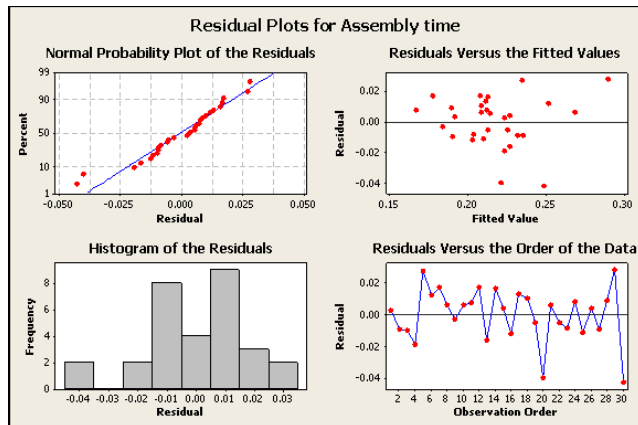 Residual Plots for Assembly time
Normal Probability Plot of the Residuals
99
90
50
10
1
Percent
-0.050
-0.025
0.000
0.025
0.050
Residual
Residuals Versus the Fitted Values
0.02
0.00
-0.02
-0.04
Residual
0.15
0.20
0.25
0.30
Fitted Value
Histogram of the Residuals
8
6
4
2
0
Frequency
-0.04 -0.03 -0.02 -0.01 0.00 0.01 0.02 0.03
Residual
Residuals Versus the Order of the Data
0.02
0.00
-0.02
-0.04
Residual
2 4 6 8 10 12 14 16 18 20 22 24 26 28 30
Observation Order